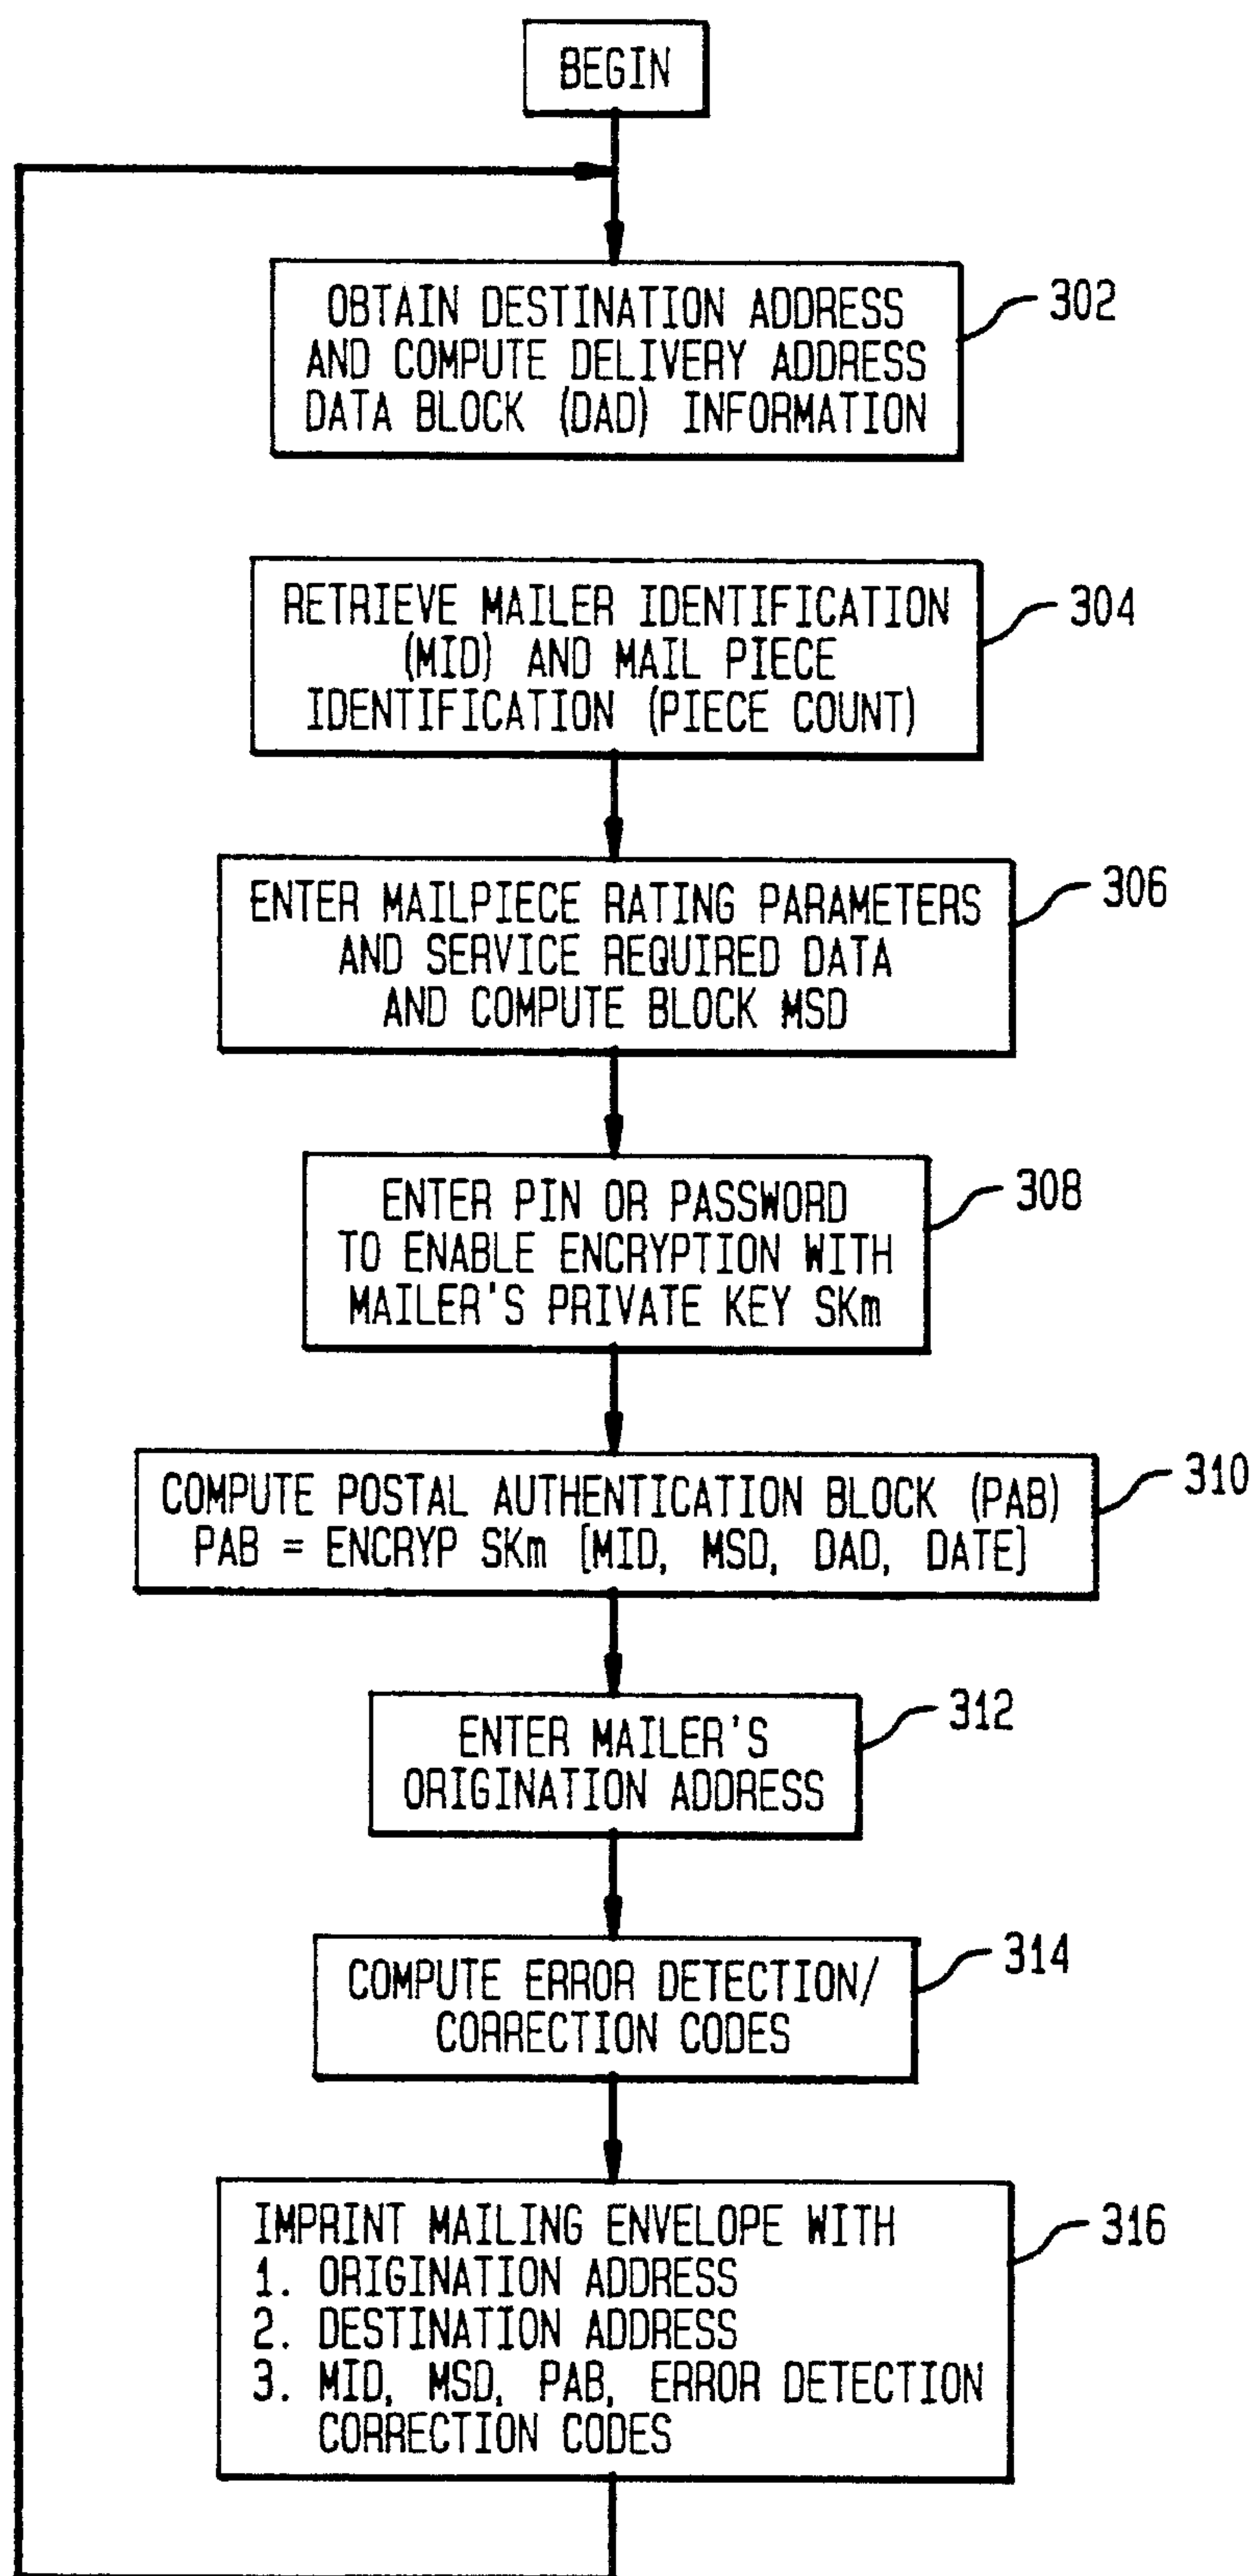 BEGIN
OBTAIN DESTINATION ADDRESS
AND COMPUTE DELIVERY ADDRESS
DATA BLOCK (DAD) INFORMATION
302
RETRIEVE MAILER IDENTIFICATION
(MID) AND MAIL PIECE
IDENTIFICATION (PIECE COUNT)
304
ENTER MAILPIECE RATING PARAMETERS
AND SERVICE REQUIRED DATA
AND COMPUTE BLOCK MSD
306
ENTER PIN OR PASSWORD
TO ENABLE ENCRYPTION WITH
MAILER'S PRIVATE KEY SKm
308
COMPUTE POSTAL AUTHENTICATION BLOCK (PAB)
PAB = ENCRYP SKm [MID, MSD, DAD, DATE]
310
ENTER MAILER'S
ORIGINATION ADDRESS
312
COMPUTE ERROR DETECTION/
CORRECTION CODES
314
IMPRINT MAILING ENVELOPE WITH
1. ORIGINATION ADDRESS
2. DESTINATION ADDRESS
3. MID, MSD, PAB, ERROR DETECTION
CORRECTION CODES
316